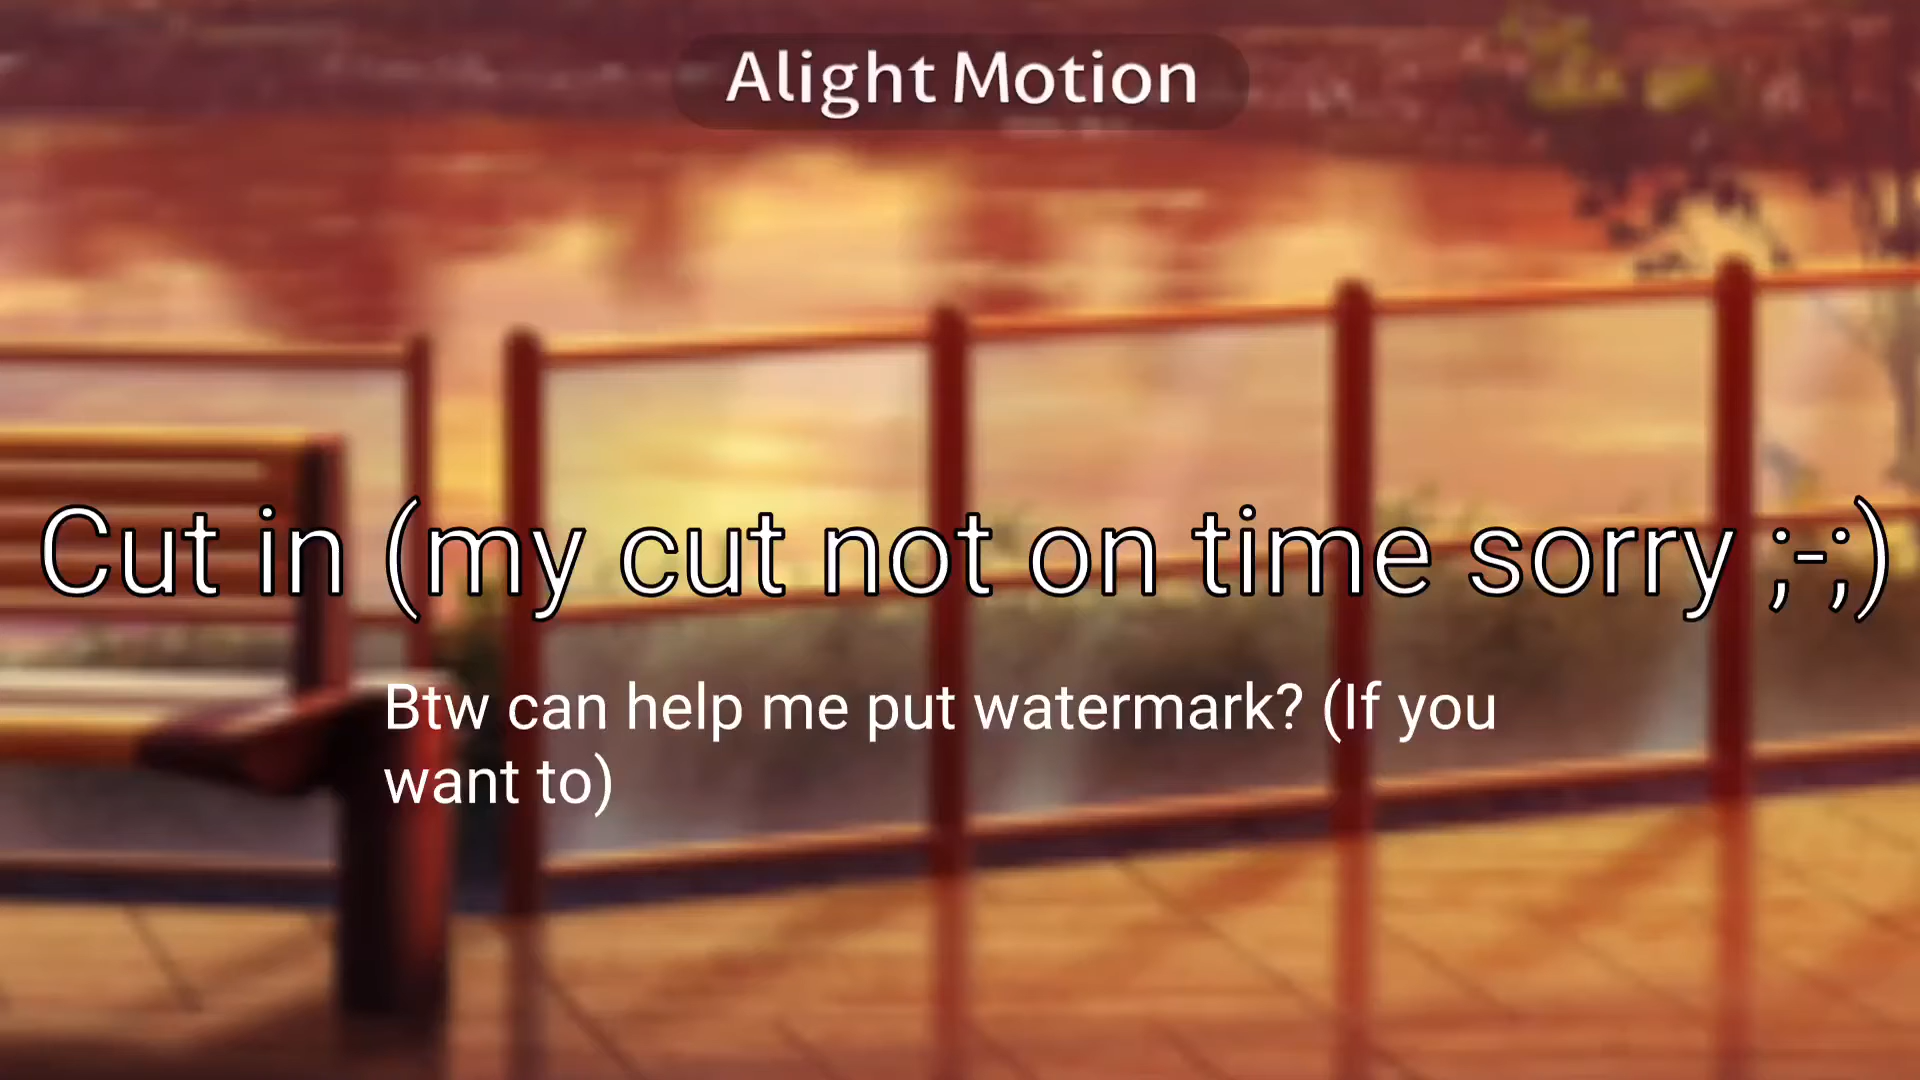 Alight Motion
Cut in (my cut not on time sorry ;-;)
Btw can help me put watermark? (If you
want to)